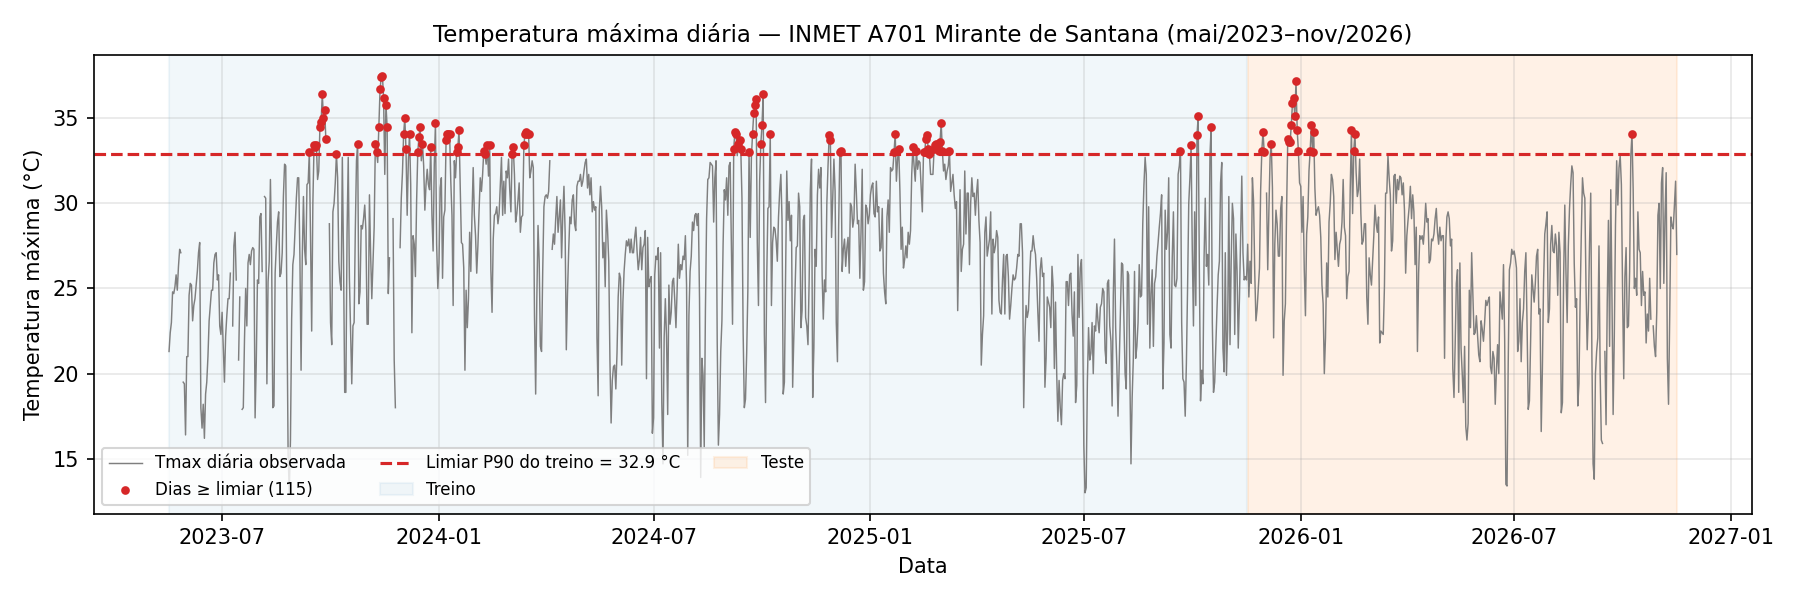 Temperatura máxima diária — INMET A701 Mirante de Santana (mai/2023–nov/2026)
Temperatura máxima (°C)
35
30
25
20
15
Tmax diária observada
Dias ≥ limiar (115)
Limiar P90 do treino = 32.9 °C
Treino
Teste
2023-07
2024-01
2024-07
2025-01
2025-07
2026-01
2026-07
2027-01
Data